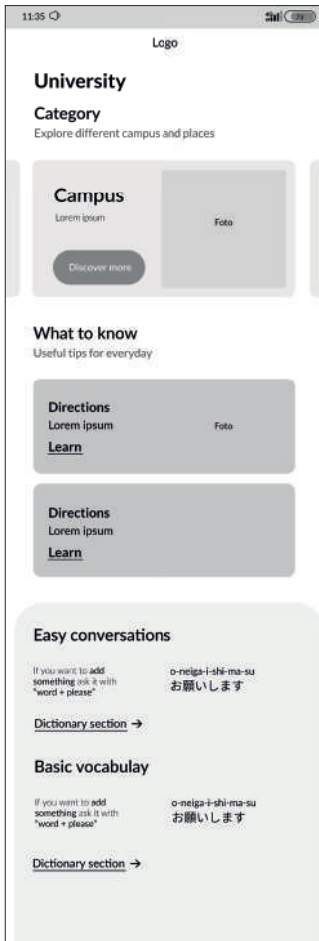 11:35
Logo
University
Category
Explore different campus and places
Campus
Lorem ipsum
Foto
Discover more
What to know
Useful tips for everyday
Directions
Lorem ipsum
Foto
Learn
Directions
Lorem ipsum
Learn
Easy conversations
If you want to add
something ask it with
"word + please"
o-neiga-i-shi-ma-su
お願いします
Dictionary section →
Basic vocabulay
If you want to add
something ask it with
"word + please"
o-neiga-i-shi-ma-su
お願いします
Dictionary section →